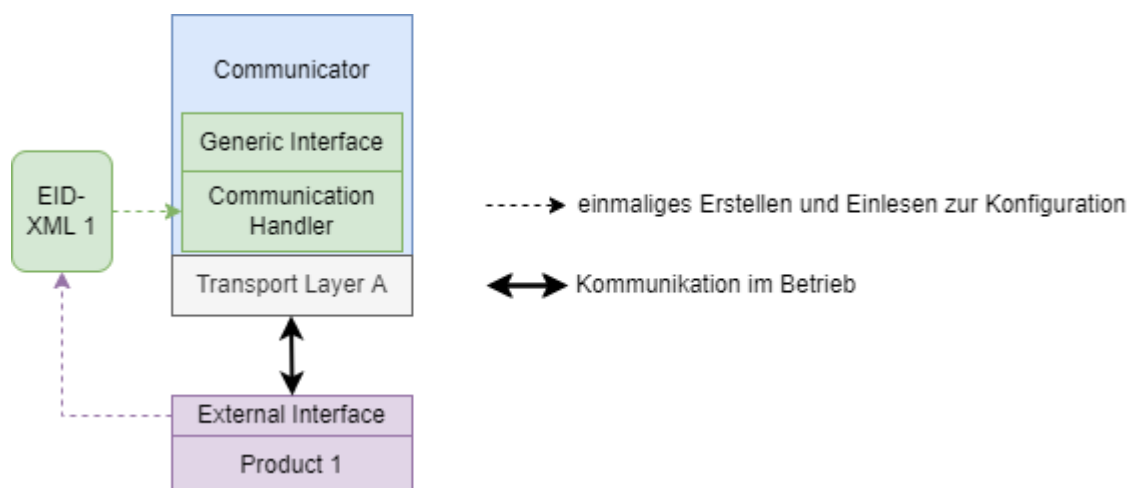 Communicator
Generic Interface
Communication
Handler
EID-
XML 1
Transport Layer A
External Interface
Product 1
einmaliges Erstellen und Einlesen zur Konfiguration
Kommunikation im Betrieb